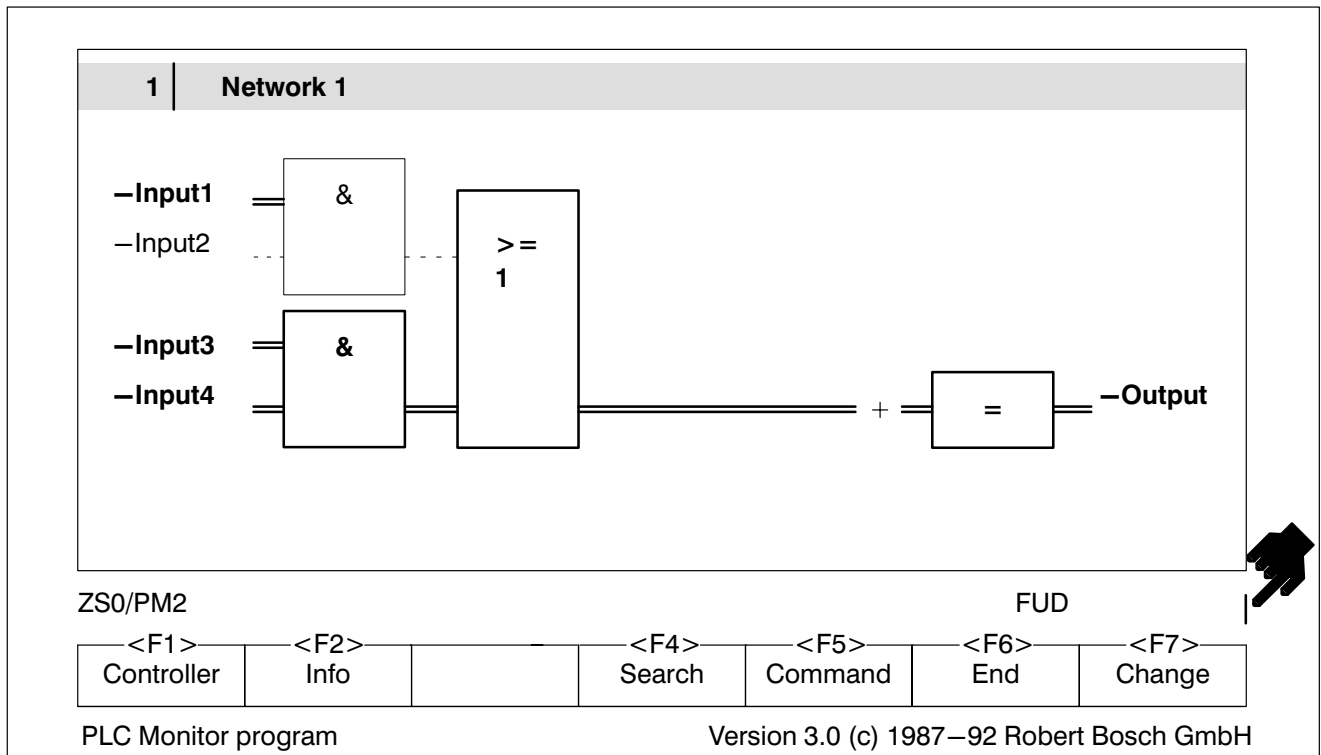 1 Network 1
–Input1 &
–Input2 >=
1
–Input3 &
–Input4 + = –Output
ZS0/PM2 FUD
<F1> <F2> <F4> <F5> <F6> <F7>
Controller Info Search Command End Change
PLC Monitor program Version 3.0 (c) 1987–92 Robert Bosch GmbH